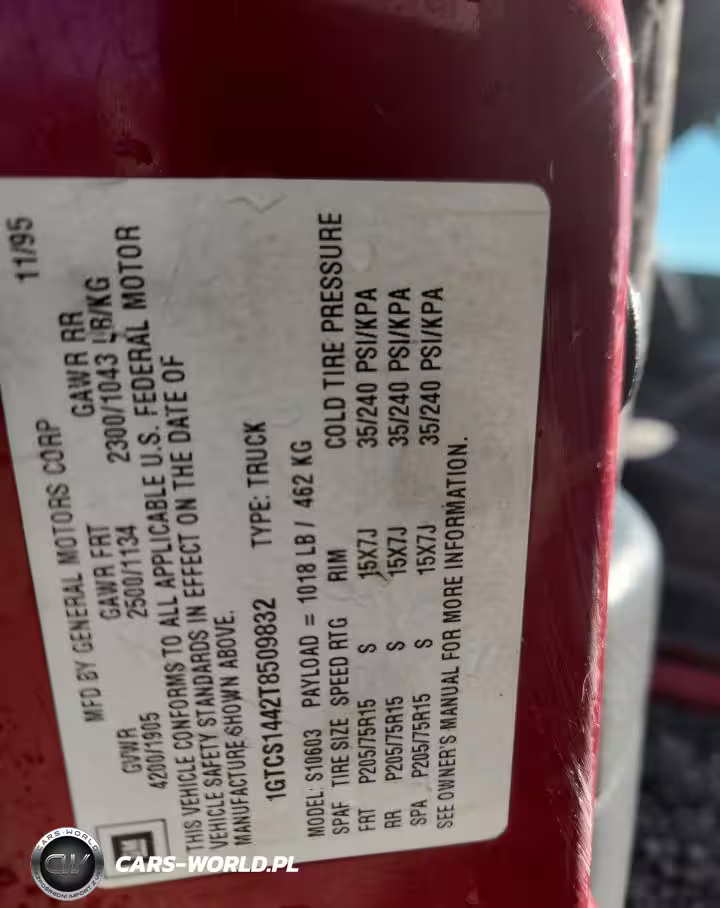 MFD BY GENERAL MOTORS CORP 11/95
GVWR GAWR FRT GAWR RR
4200/1905 2500/1134 2300/1043 LB/KG
THIS VEHICLE CONFORMS TO ALL APPLICABLE U.S. FEDERAL MOTOR
VEHICLE SAFETY STANDARDS IN EFFECT ON THE DATE OF
MANUFACTURE SHOWN ABOVE.
1GTCS1442T8509832 TYPE: TRUCK
MODEL: S10603 PAYLOAD = 1018 LB / 462 KG
SPAF TIRE SIZE SPEED RTG RIM COLD TIRE PRESSURE
FRT P205/75R15 S 15X7J 35/240 PSI/KPA
RR P205/75R15 S 15X7J 35/240 PSI/KPA
SPA P205/75R15 S 15X7J 35/240 PSI/KPA
SEE OWNER'S MANUAL FOR MORE INFORMATION.
GM
CARS-WORLD
CW
CARS-WORLD.PL